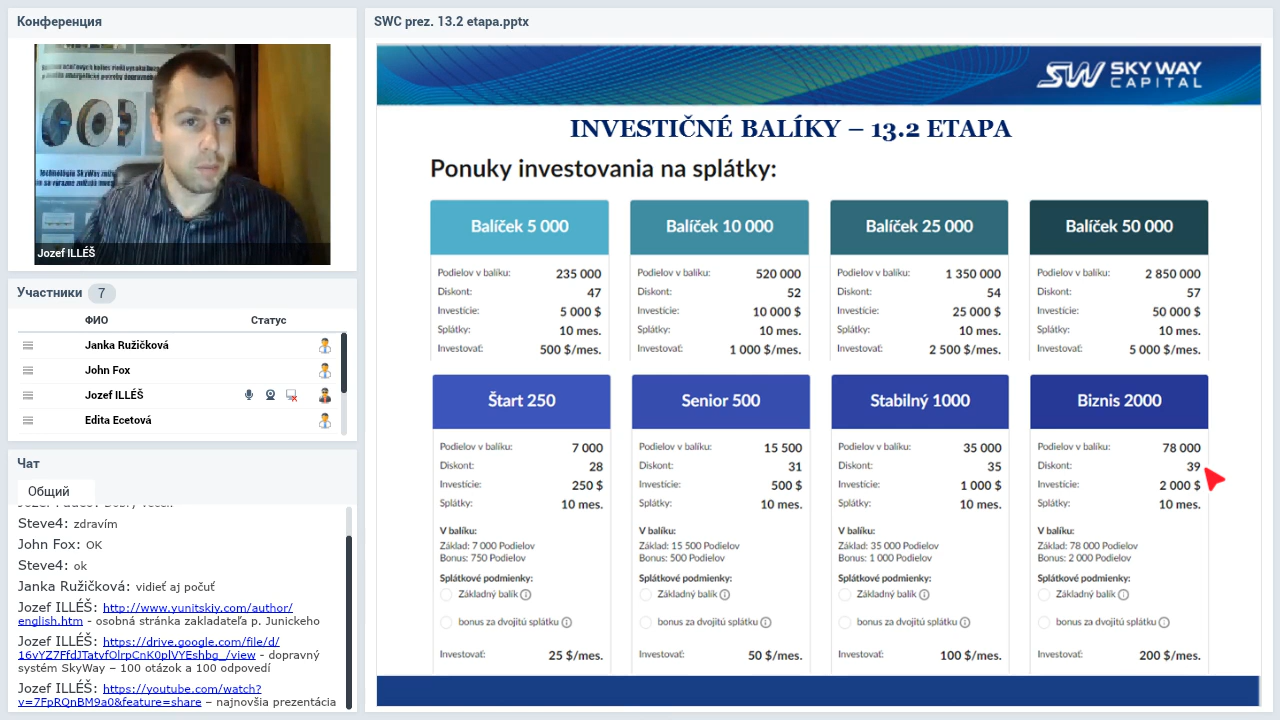 Конференция
Jozef ILLÉŠ
Участники 7
ФИО Статус
Janka Ružičková
John Fox
Jozef ILLÉŠ
Edita Ecetová
Чат
Общий
Steve4: zdravím
John Fox: OK
Steve4: ok
Janka Ružičková: vidieť aj počuť
Jozef ILLÉŠ: http://www.yunitskiy.com/author/
english.htm - osobná stránka zakladateľa p. Junickeho
Jozef ILLÉŠ: https://drive.google.com/file/d/
16vYZ7FfdJTatvfOlrpCnK0plVYEshbg_/view - dopravný
systém SkyWay – 100 otázok a 100 odpovedí
Jozef ILLÉŠ: https://youtube.com/watch?
v=7FpRQnBM9a0&feature=share – najnovšia prezentácia
SWC prez. 13.2 etapa.pptx
SW SKY WAY
CAPITAL
INVESTIČNÉ BALÍKY – 13.2 ETAPA
Ponuky investovania na splátky:
Balíček 5 000 Balíček 10 000 Balíček 25 000 Balíček 50 000
Podielov v balíku: 235 000 Podielov v balíku: 520 000 Podielov v balíku: 1 350 000 Podielov v balíku: 2 850 000
Diskont: 47 Diskont: 52 Diskont: 54 Diskont: 57
Investície: 5 000 $ Investície: 10 000 $ Investície: 25 000 $ Investície: 50 000 $
Splátky: 10 mes. Splátky: 10 mes. Splátky: 10 mes. Splátky: 10 mes.
Investovať: 500 $/mes. Investovať: 1 000 $/mes. Investovať: 2 500 $/mes. Investovať: 5 000 $/mes.
Štart 250 Senior 500 Stabilný 1000 Biznis 2000
Podielov v balíku: 7 000 Podielov v balíku: 15 500 Podielov v balíku: 35 000 Podielov v balíku: 78 000
Diskont: 28 Diskont: 31 Diskont: 35 Diskont: 39
Investície: 250 $ Investície: 500 $ Investície: 1 000 $ Investície: 2 000 $
Splátky: 10 mes. Splátky: 10 mes. Splátky: 10 mes. Splátky: 10 mes.
V balíku: V balíku: V balíku: V balíku:
Základ: 7 000 Podielov Základ: 15 500 Podielov Základ: 35 000 Podielov Základ: 78 000 Podielov
Bonus: 750 Podielov Bonus: 500 Podielov Bonus: 1 000 Podielov Bonus: 2 000 Podielov
Splátkové podmienky: Splátkové podmienky: Splátkové podmienky: Splátkové podmienky:
Základný balík Základný balík Základný balík Základný balík
bonus za dvojitú splátku bonus za dvojitú splátku bonus za dvojitú splátku bonus za dvojitú splátku
Investovať: 25 $/mes. Investovať: 50 $/mes. Investovať: 100 $/mes. Investovať: 200 $/mes.